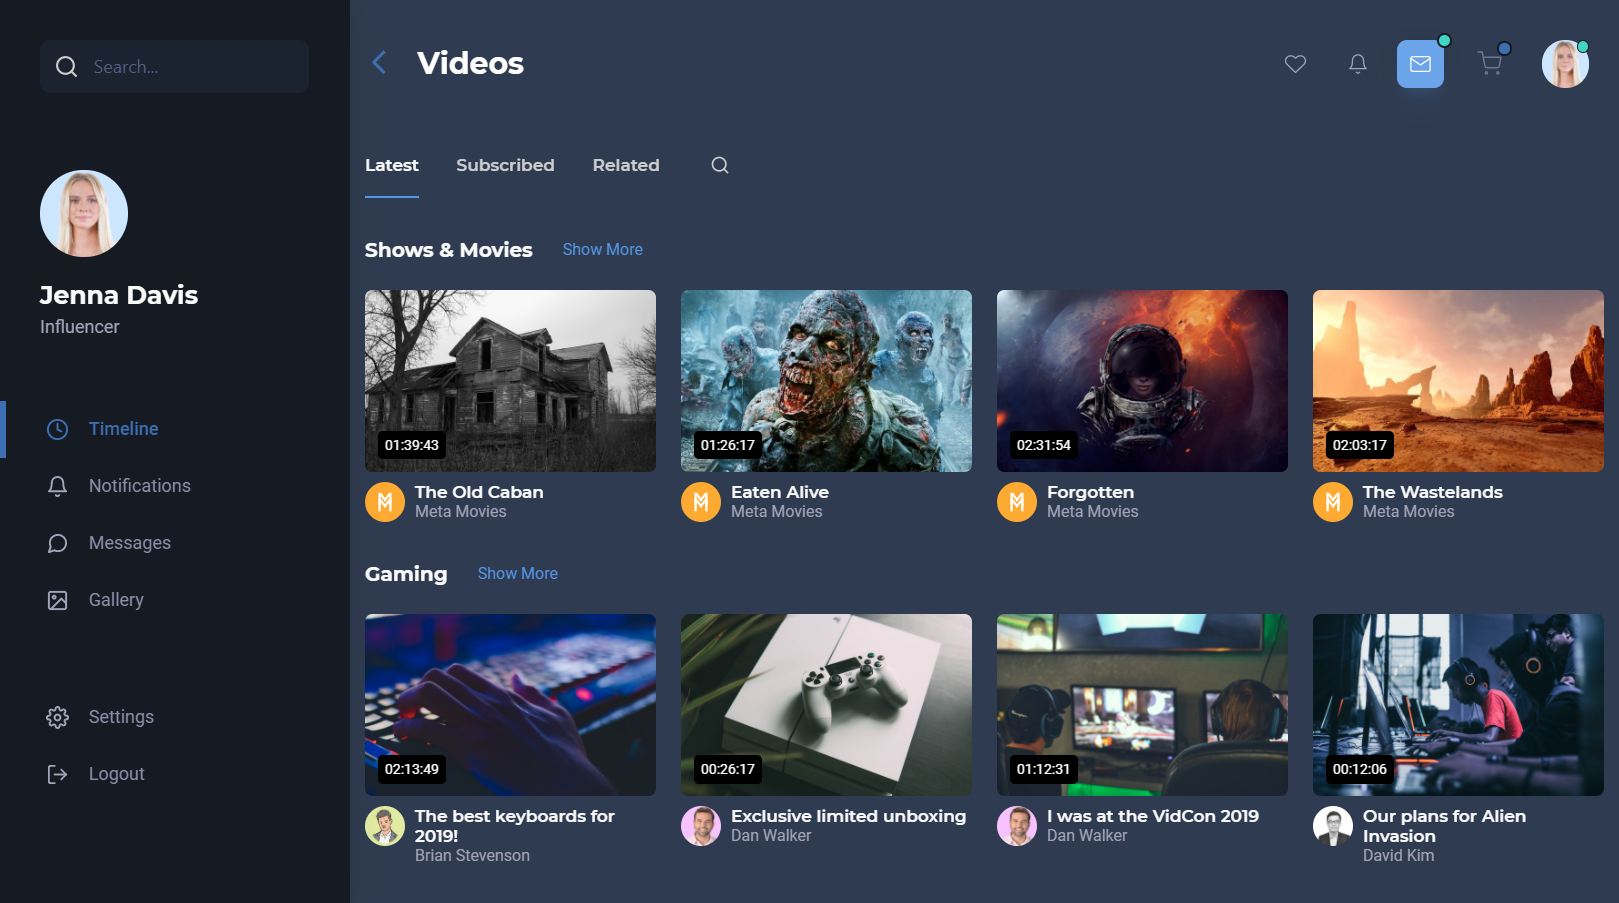 Search...
Videos
Jenna Davis
Influencer
Timeline
Notifications
Messages
Gallery
Settings
Logout
Latest Subscribed Related
Shows & Movies Show More
01:39:43 01:26:17 02:31:54 02:03:17
The Old Caban Eaten Alive Forgotten The Wastelands
Meta Movies Meta Movies Meta Movies Meta Movies
Gaming Show More
02:13:49 00:26:17 01:12:31 00:12:06
The best keyboards for
2019!
Brian Stevenson
Exclusive limited unboxing
Dan Walker
I was at the VidCon 2019
Dan Walker
Our plans for Alien
Invasion
David Kim